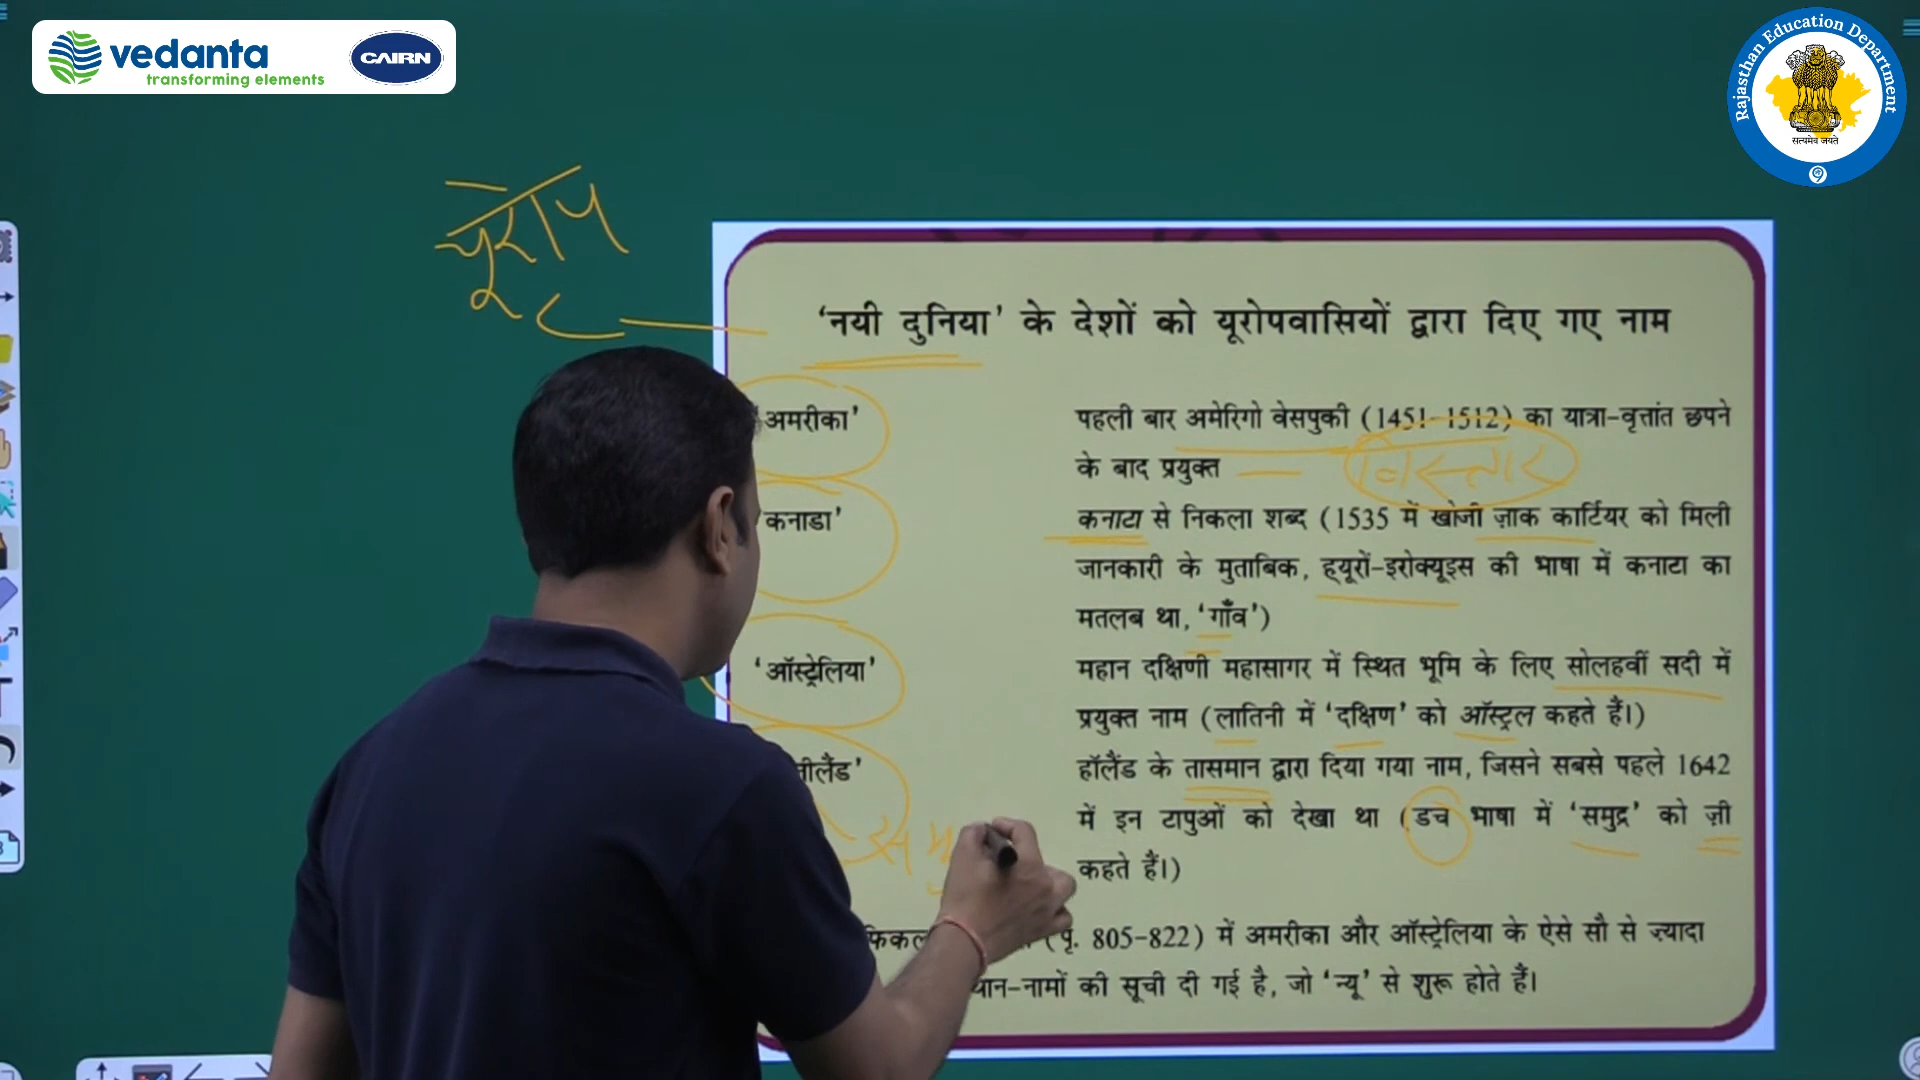 vedanta
transforming elements
CAIRN
Rajasthan Education Department
सत्यमेव जयते
यूरोप
'नयी दुनिया' के देशों को यूरोपवासियों द्वारा दिए गए नाम
'अमरीका'
पहली बार अमेरिगो वेसपुकी (1451-1512) का यात्रा-वृत्तांत छपने
के बाद प्रयुक्त
विस्तार
कनाडा'
कनाटा से निकला शब्द (1535 में खोजी ज़ाक कार्टियर को मिली
जानकारी के मुताबिक, ह्यूरों-इरोक्यूइस की भाषा में कनाटा का
मतलब था, 'गाँव')
'ऑस्ट्रेलिया'
महान दक्षिणी महासागर में स्थित भूमि के लिए सोलहवीं सदी में
प्रयुक्त नाम (लातिनी में 'दक्षिण' को ऑस्ट्रल कहते हैं।)
हॉलैंड के तासमान द्वारा दिया गया नाम, जिसने सबसे पहले 1642
में इन टापुओं को देखा था (डच भाषा में 'समुद्र' को ज़ी
कहते हैं।)
(पृ. 805-822) में अमरीका और ऑस्ट्रेलिया के ऐसे सौ से ज़्यादा
की सूची दी गई है, जो 'न्यू' से शुरू होते हैं।